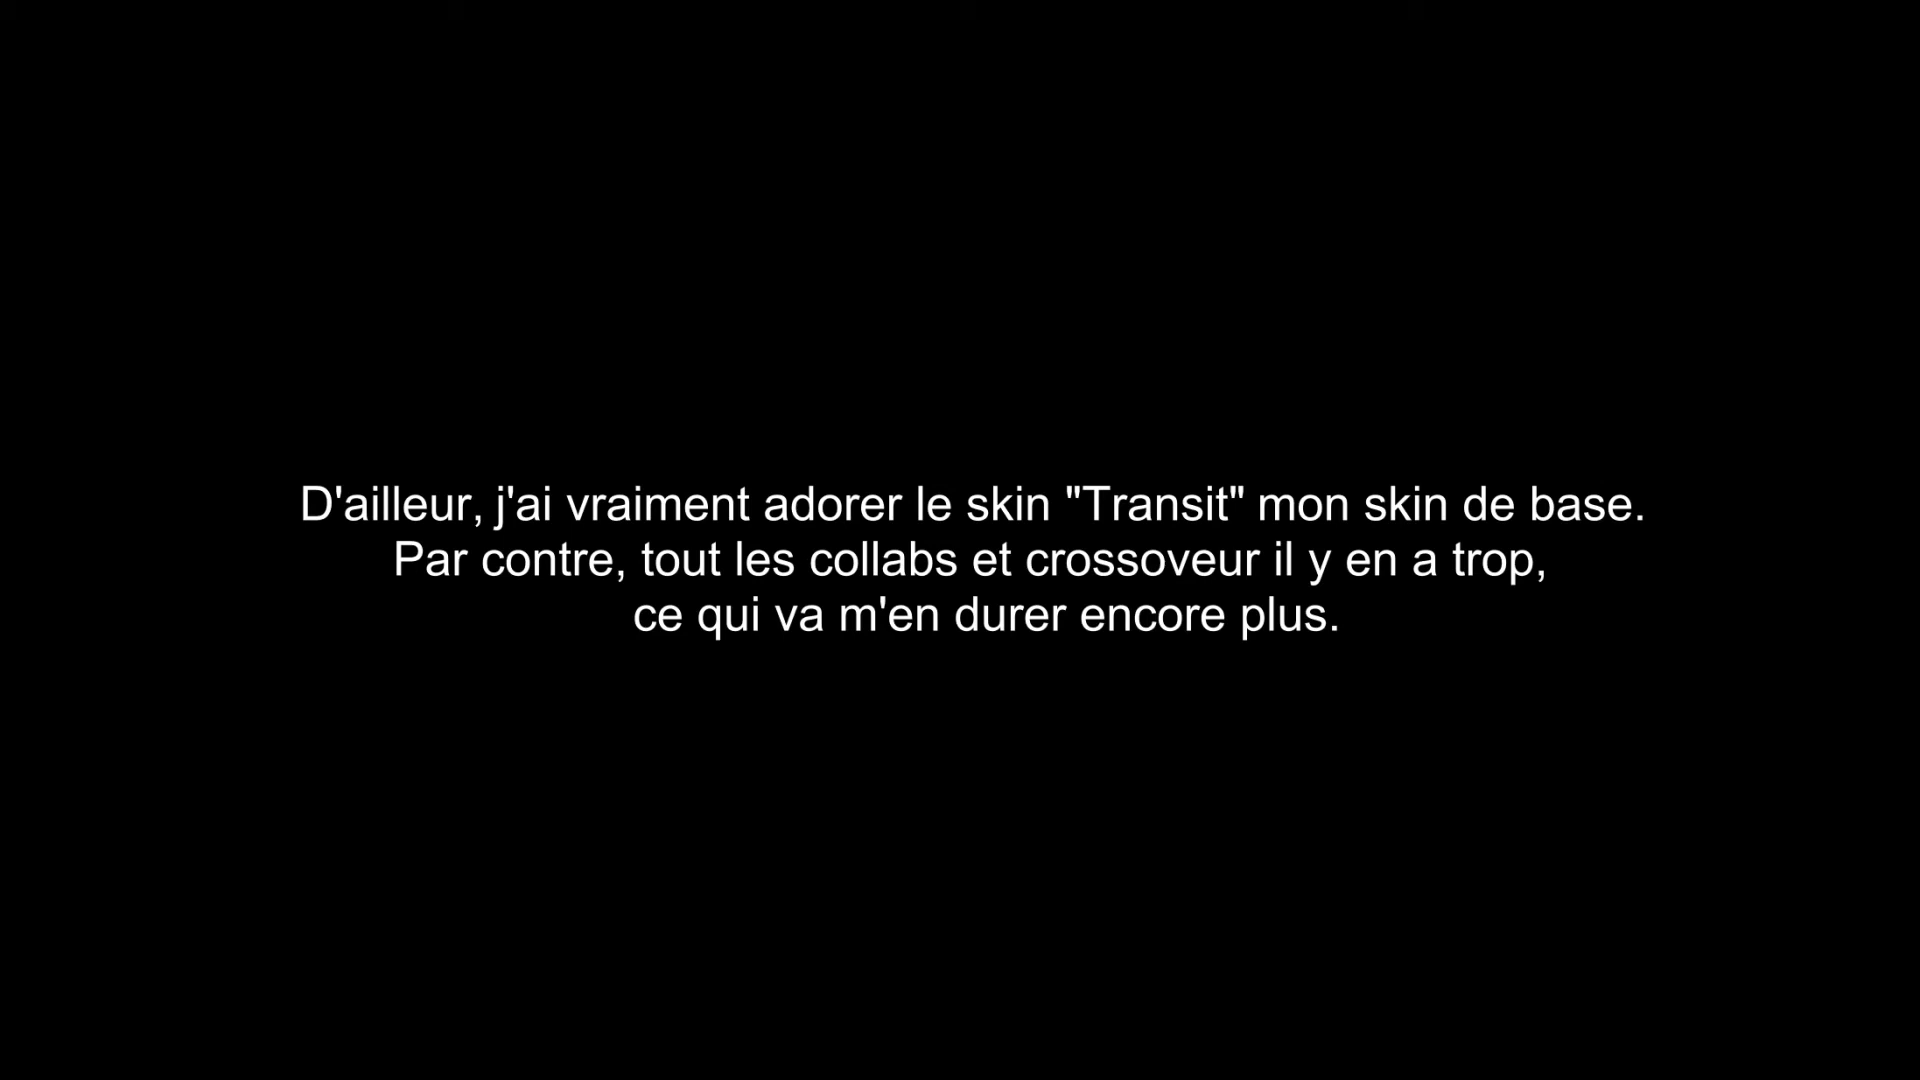 D'ailleur, j'ai vraiment adorer le skin "Transit" mon skin de base.
Par contre, tout les collabs et crossoveur il y en a trop,
ce qui va m'en durer encore plus.